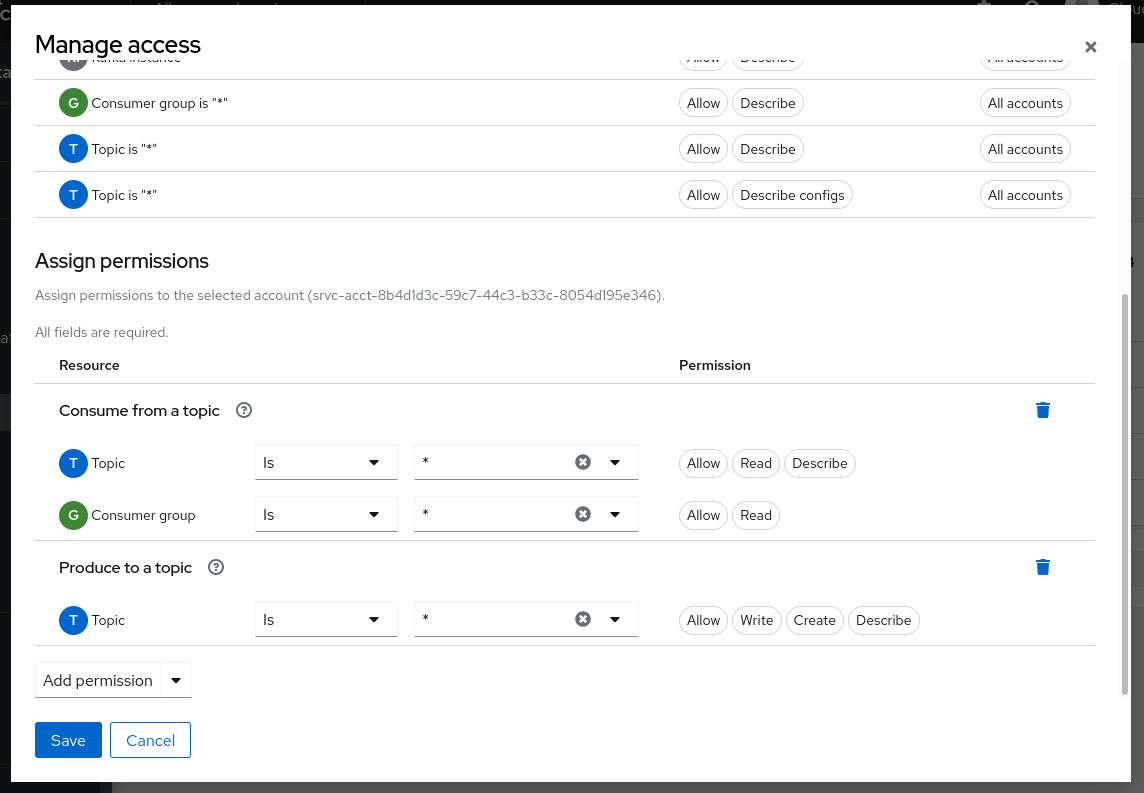 Manage access
Kafka instance Allow Describe All accounts
G Consumer group is "*" Allow Describe All accounts
T Topic is "*" Allow Describe All accounts
T Topic is "*" Allow Describe configs All accounts
Assign permissions
Assign permissions to the selected account (srvc-acct-8b4d1d3c-59c7-44c3-b33c-8054d195e346).
All fields are required.
Resource Permission
Consume from a topic
T Topic Is * Allow Read Describe
G Consumer group Is * Allow Read
Produce to a topic
T Topic Is * Allow Write Create Describe
Add permission
Save Cancel